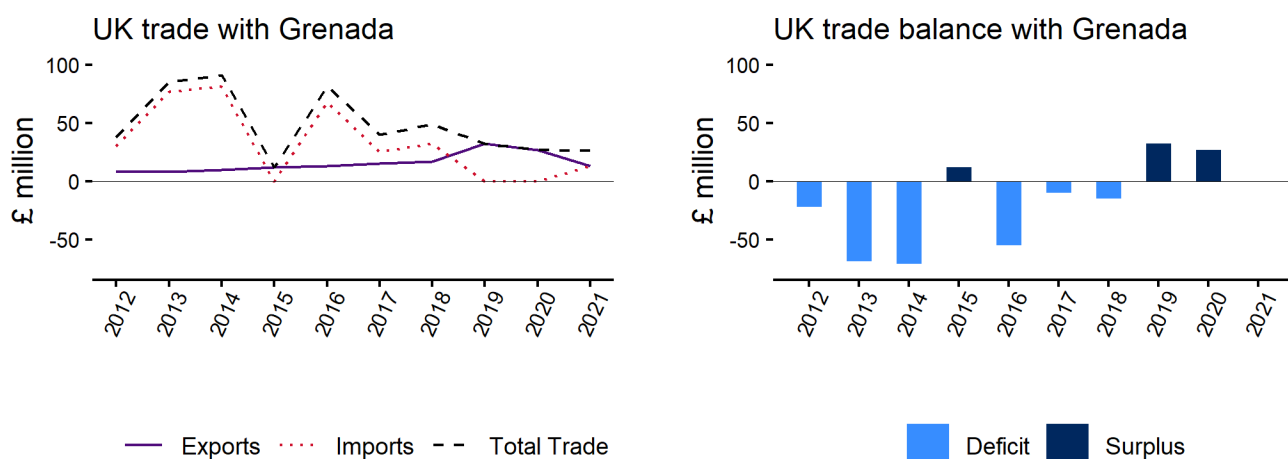 UK trade with Grenada
£ million
100
50
0
-50
2012 2013 2014 2015 2016 2017 2018 2019 2020 2021
Exports Imports Total Trade
UK trade balance with Grenada
£ million
100
50
0
-50
2012 2013 2014 2015 2016 2017 2018 2019 2020 2021
Deficit Surplus